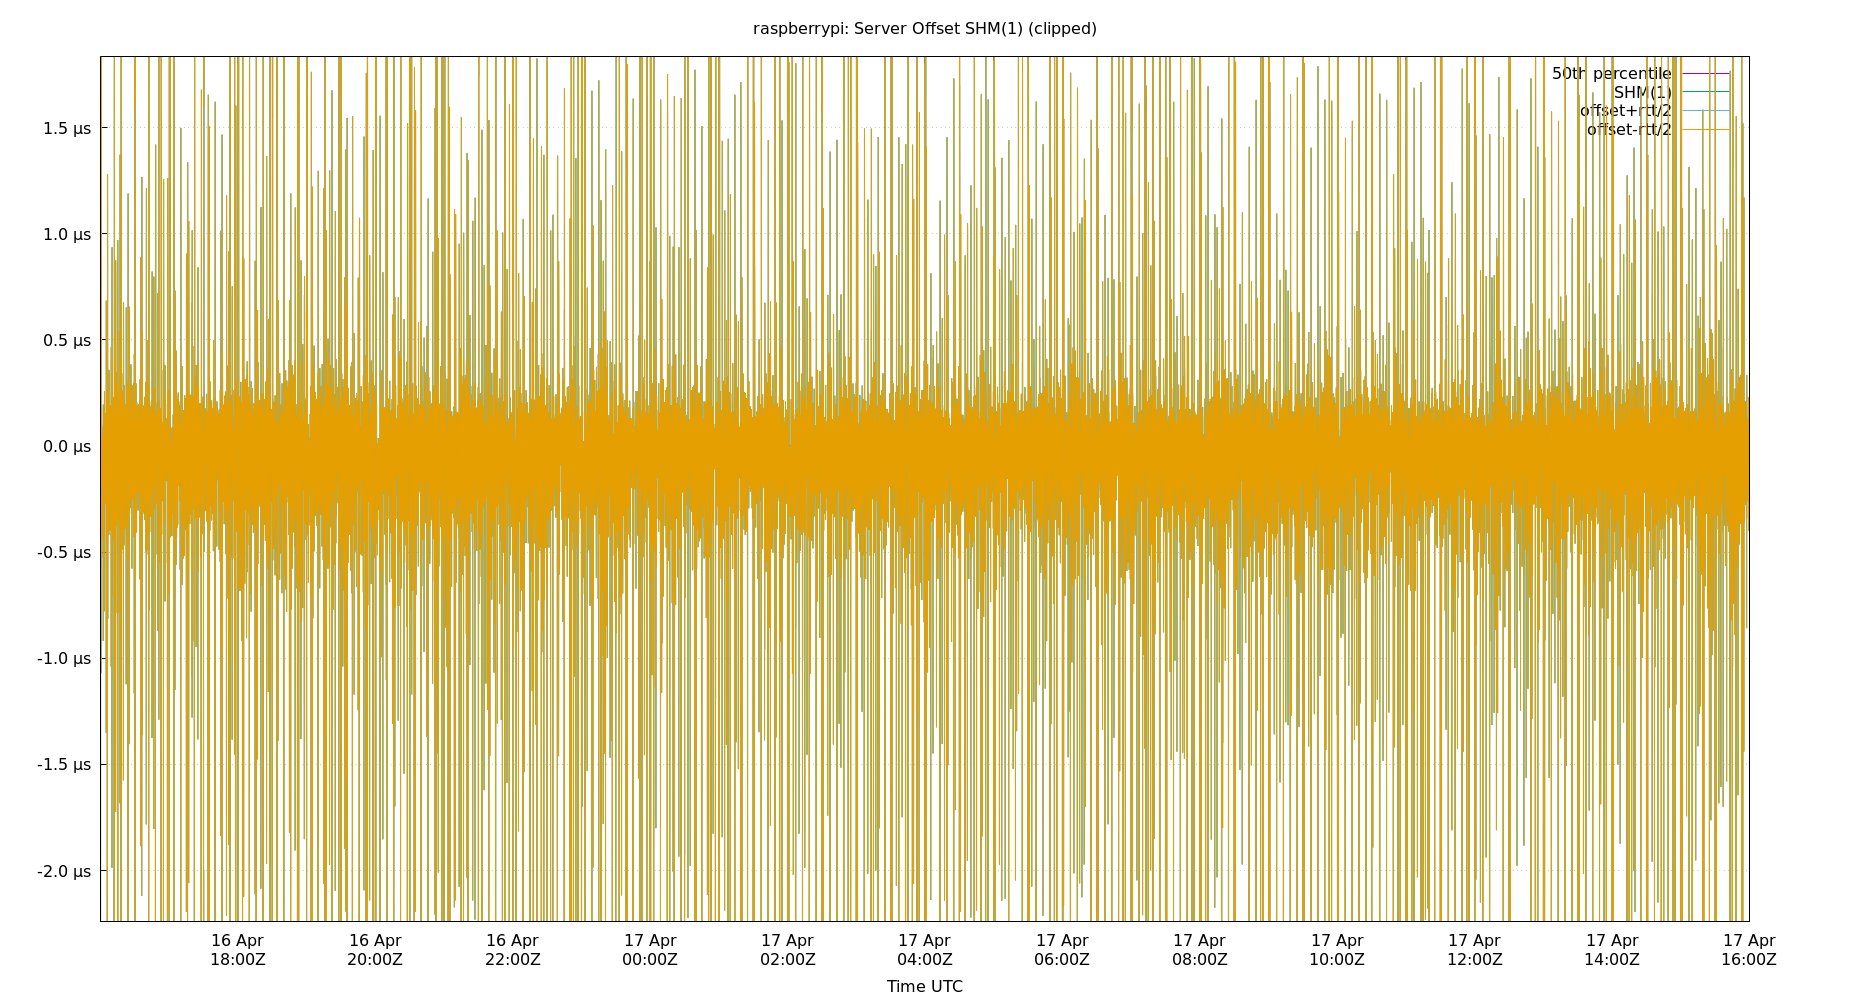 raspberrypi: Server Offset SHM(1) (clipped)
50th percentile
SHM(1)
offset+rtt/2
offset-rtt/2
1.5 µs
1.0 µs
0.5 µs
0.0 µs
-0.5 µs
-1.0 µs
-1.5 µs
-2.0 µs
16 Apr 16 Apr 16 Apr 17 Apr 17 Apr 17 Apr 17 Apr 17 Apr 17 Apr 17 Apr 17 Apr 17 Apr
18:00Z 20:00Z 22:00Z 00:00Z 02:00Z 04:00Z 06:00Z 08:00Z 10:00Z 12:00Z 14:00Z 16:00Z
Time UTC